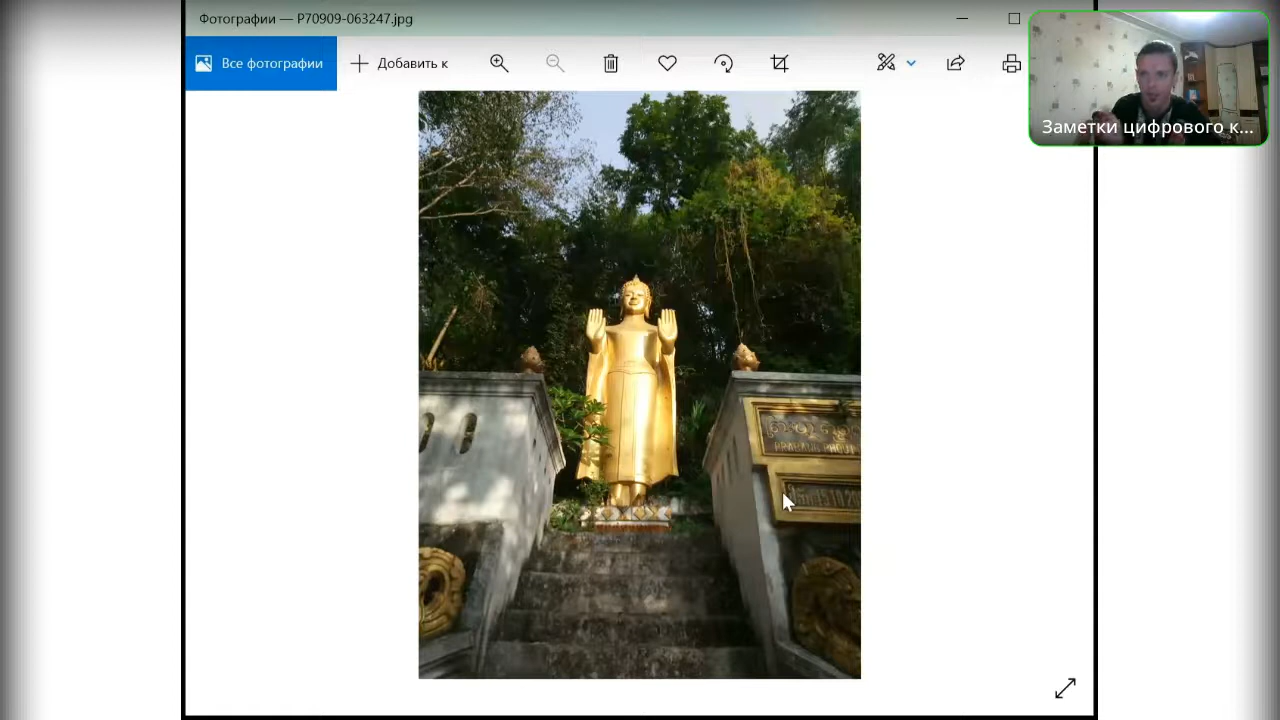 Фотографии — P70909-063247.jpg
Все фотографии
Добавить к
Заметки цифрового к...